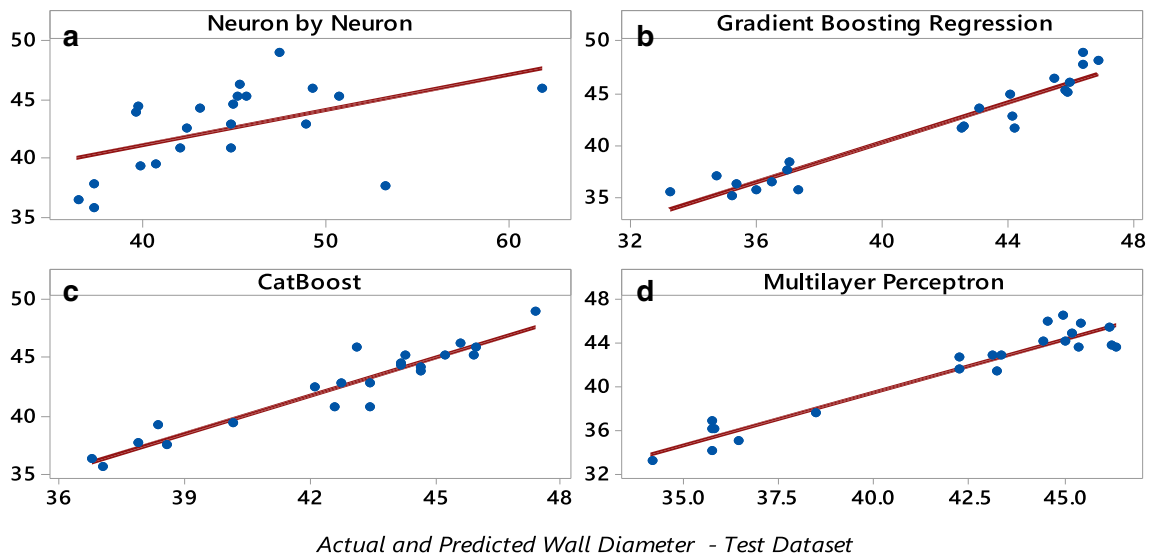 Neuron by Neuron
a
50
45
40
35
40 50 60
Gradient Boosting Regression
b
50
45
40
35
32 36 40 44 48
CatBoost
c
50
45
40
35
36 39 42 45 48
Multilayer Perceptron
d
48
44
40
36
32
35.0 37.5 40.0 42.5 45.0
Actual and Predicted Wall Diameter - Test Dataset